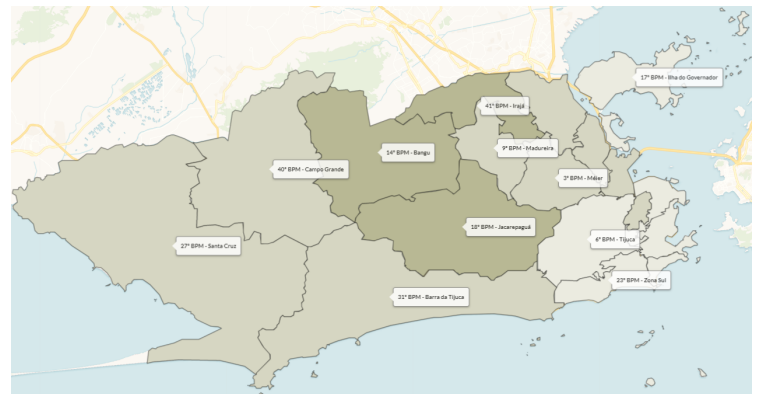 17º BPM - Ilha do Governador
41º BPM - Irajá
9º BPM - Madureira
14º BPM - Bangu
40º BPM - Campo Grande
3º BPM - Méier
18º BPM - Jacarepaguá
6º BPM - Tijuca
27º BPM - Santa Cruz
23º BPM - Zona Sul
31º BPM - Barra da Tijuca